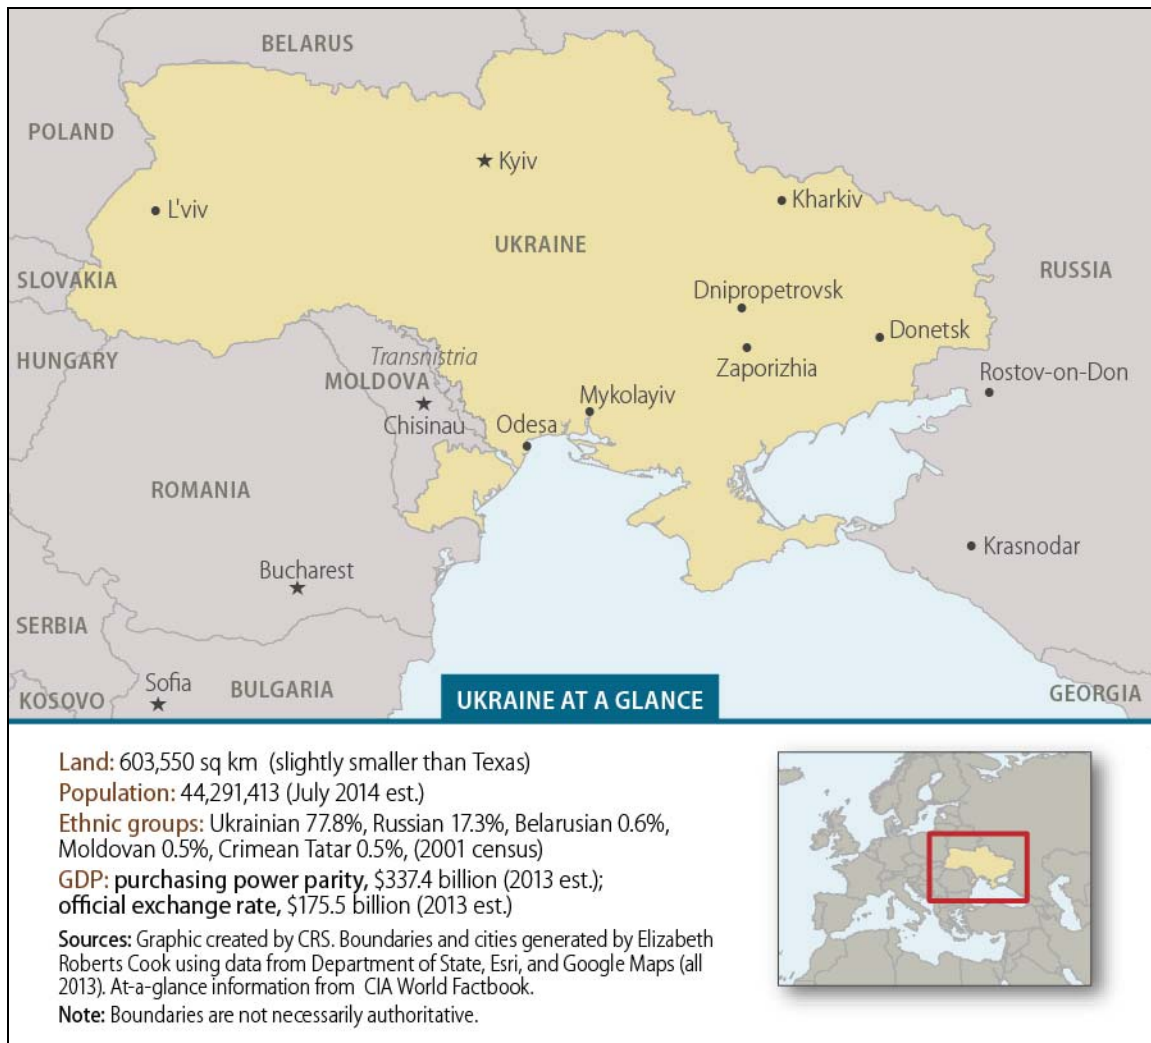 BELARUS
POLAND
Kyiv
L'viv
Kharkiv
UKRAINE
RUSSIA
SLOVAKIA
Dnipropetrovsk
Donetsk
HUNGARY
Transnistria
Zaporizhia
MOLDOVA
Rostov-on-Don
Mykolayiv
Chisinau
Odesa
ROMANIA
Krasnodar
Bucharest
SERBIA
Sofia
BULGARIA
KOSOVO
GEORGIA
UKRAINE AT A GLANCE
Land: 603,550 sq km (slightly smaller than Texas)
Population: 44,291,413 (July 2014 est.)
Ethnic groups: Ukrainian 77.8%, Russian 17.3%, Belarusian 0.6%,
Moldovan 0.5%, Crimean Tatar 0.5%, (2001 census)
GDP: purchasing power parity, $337.4 billion (2013 est.);
official exchange rate, $175.5 billion (2013 est.)
Sources: Graphic created by CRS. Boundaries and cities generated by Elizabeth
Roberts Cook using data from Department of State, Esri, and Google Maps (all
2013). At-a-glance information from CIA World Factbook.
Note: Boundaries are not necessarily authoritative.